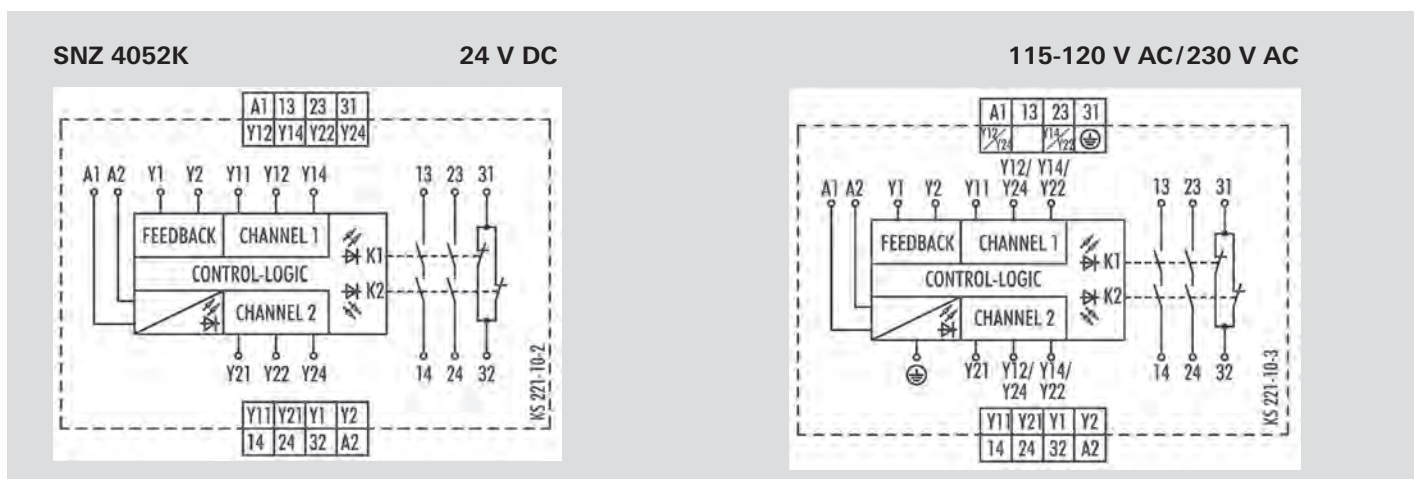 SNZ 4052K 24 V DC 115-120 V AC/230 V AC
A1 13 23 31
Y12 Y14 Y22 Y24
A1 A2 Y1 Y2 Y11 Y12 Y14 13 23 31
FEEDBACK CHANNEL 1
K1
CONTROL-LOGIC
K2
CHANNEL 2
Y21 Y22 Y24 14 24 32
KS 221-10-2
Y11 Y21 Y1 Y2
14 24 32 A2
A1 13 23 31
Y12/Y24 Y14/Y22
Y12/ Y14/
A1 A2 Y1 Y2 Y11 Y24 Y22 13 23 31
FEEDBACK CHANNEL 1
K1
CONTROL-LOGIC
K2
CHANNEL 2
Y21 Y12/ Y14/ 14 24 32
Y24 Y22
KS 221-10-3
Y11 Y21 Y1 Y2
14 24 32 A2